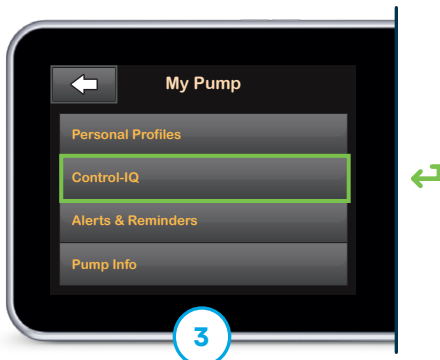 My Pump
Personal Profiles
Control-IQ
Alerts & Reminders
Pump Info
3